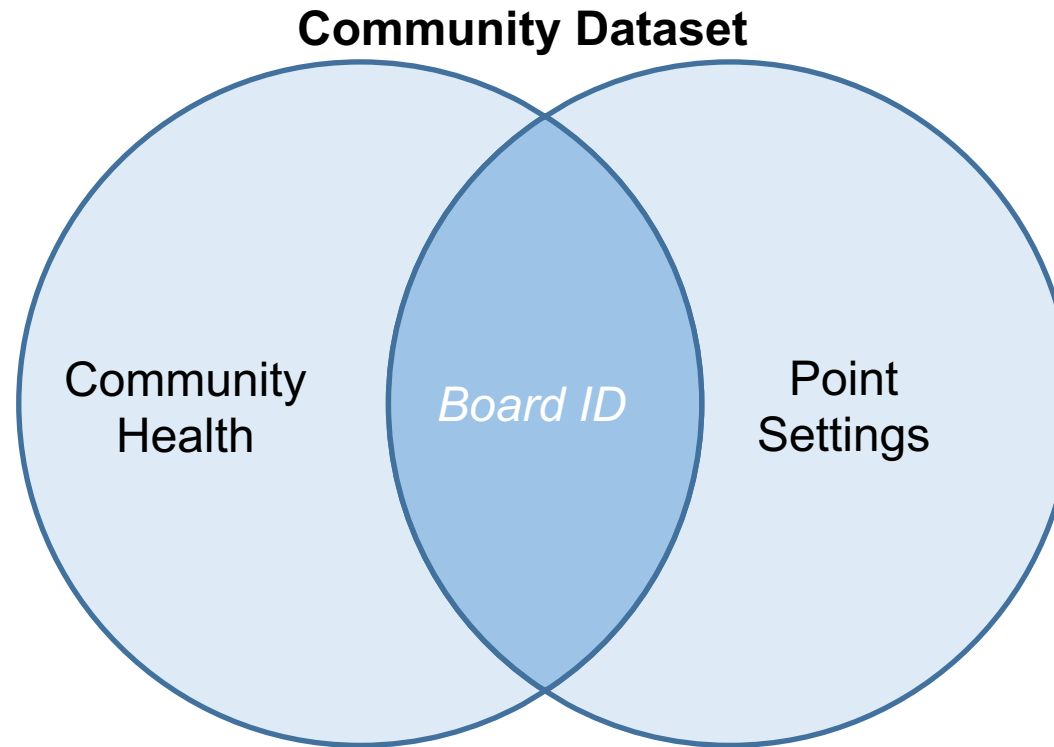 Community Dataset
Community
Health
Board ID
Point
Settings